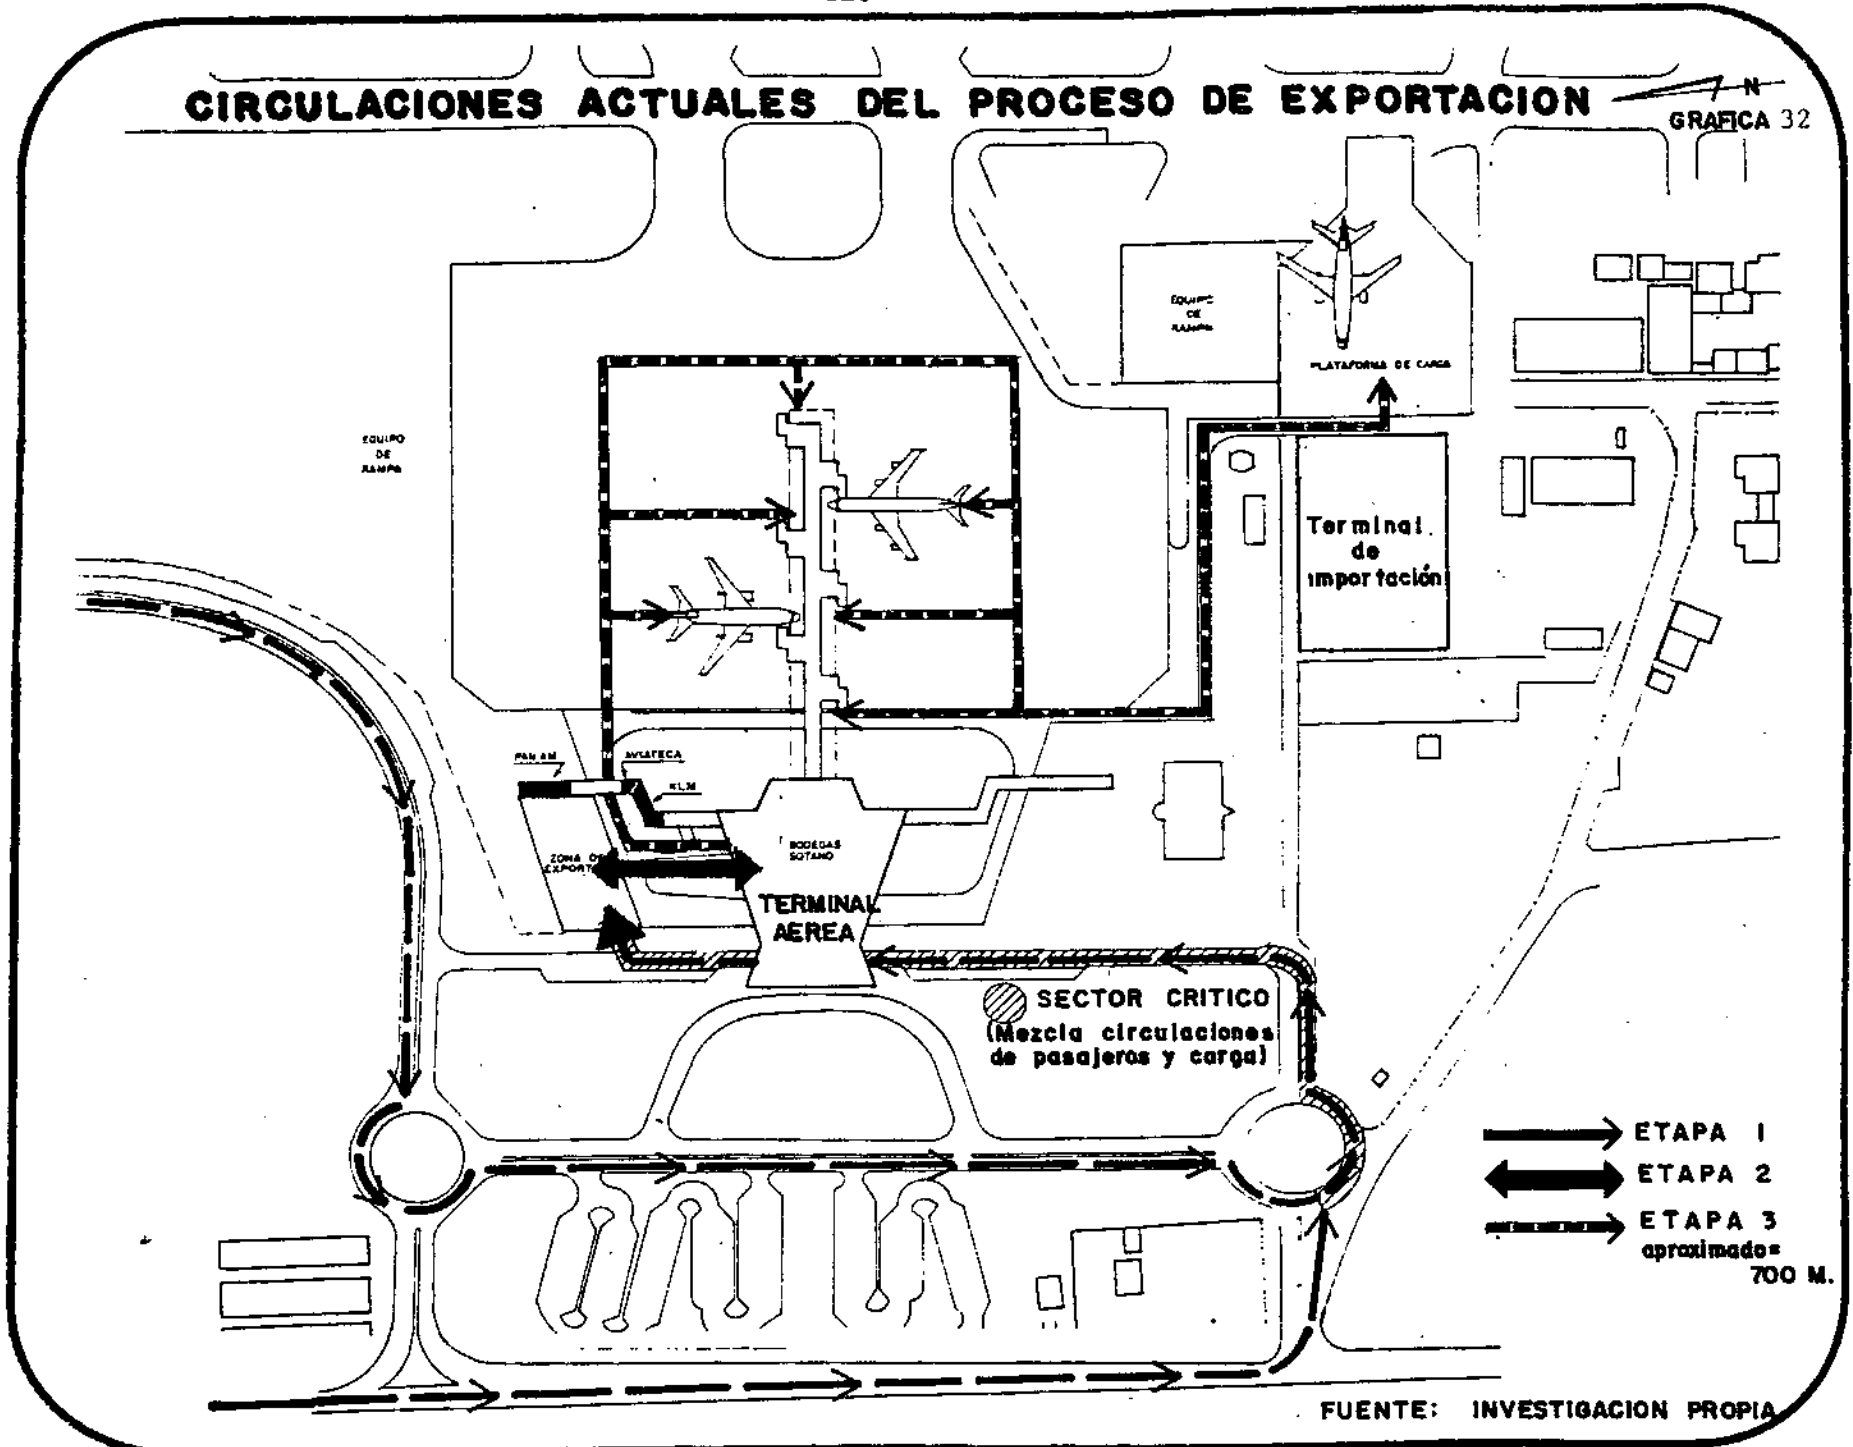 CIRCULACIONES ACTUALES DEL PROCESO DE EXPORTACION
N
GRAFICA 32
EQUIPO
DE
RAMPA
PLATAFORMA DE CARGA
EQUIPO
DE
RAMPA
Terminal
de
importación
PAN AM
AVIATECA
KLM
BODEGAS
SOTANO
ZONA DE
EXPORT
TERMINAL
AEREA
SECTOR CRITICO
(Mezcla circulaciones
de pasajeros y carga)
ETAPA 1
ETAPA 2
ETAPA 3
aproximado=
700 M.
FUENTE: INVESTIGACION PROPIA